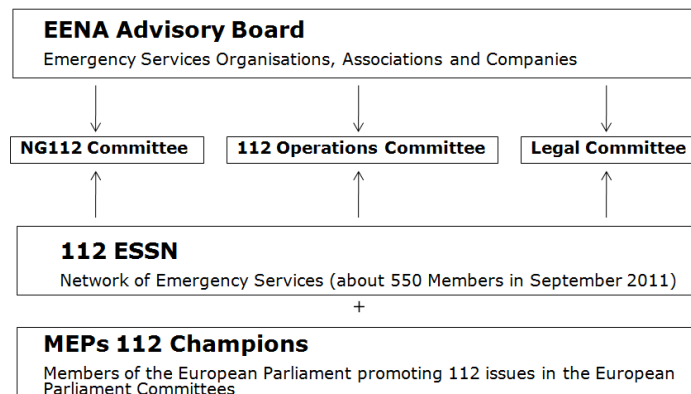 EENA Advisory Board
Emergency Services Organisations, Associations and Companies
NG112 Committee
112 Operations Committee
Legal Committee
112 ESSN
Network of Emergency Services (about 550 Members in September 2011)
+
MEPs 112 Champions
Members of the European Parliament promoting 112 issues in the European
Parliament Committees